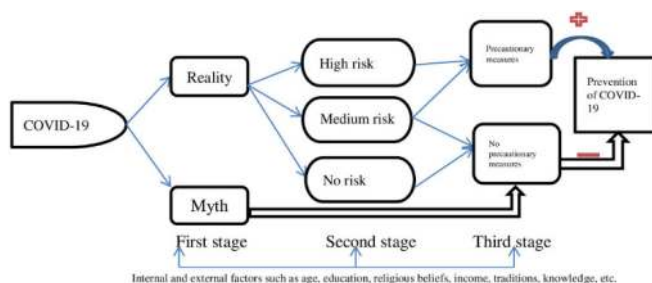 COVID-19
Reality
Myth
High risk
Medium risk
No risk
Precautionary
measures
No
precautionary
measures
Prevention
of COVID-
19
First stage
Second stage
Third stage
Internal and external factors such as age, education, religious beliefs, income, traditions, knowledge, etc.